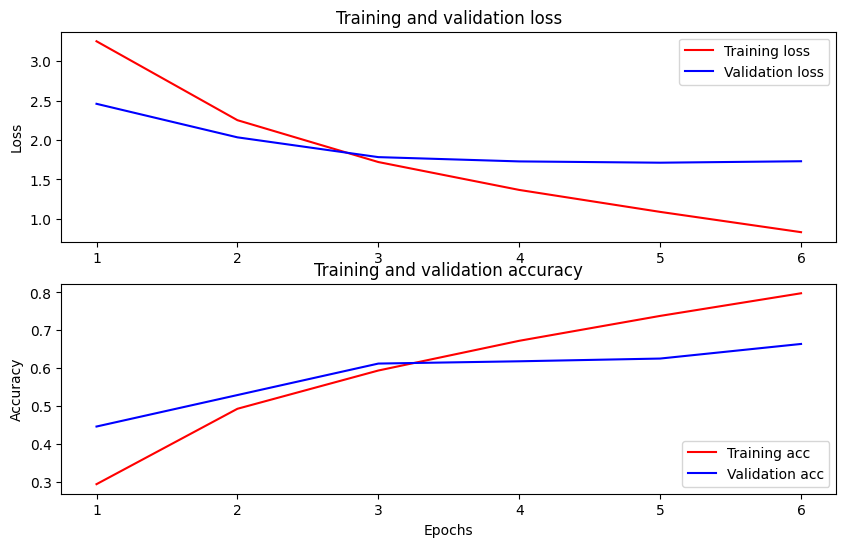 Training and validation loss
Training loss
Validation loss
Loss
3.0
2.5
2.0
1.5
1.0
1 2 3 4 5 6
Training and validation accuracy
Accuracy
0.8
0.7
0.6
0.5
0.4
0.3
Training acc
Validation acc
1 2 3 4 5 6
Epochs